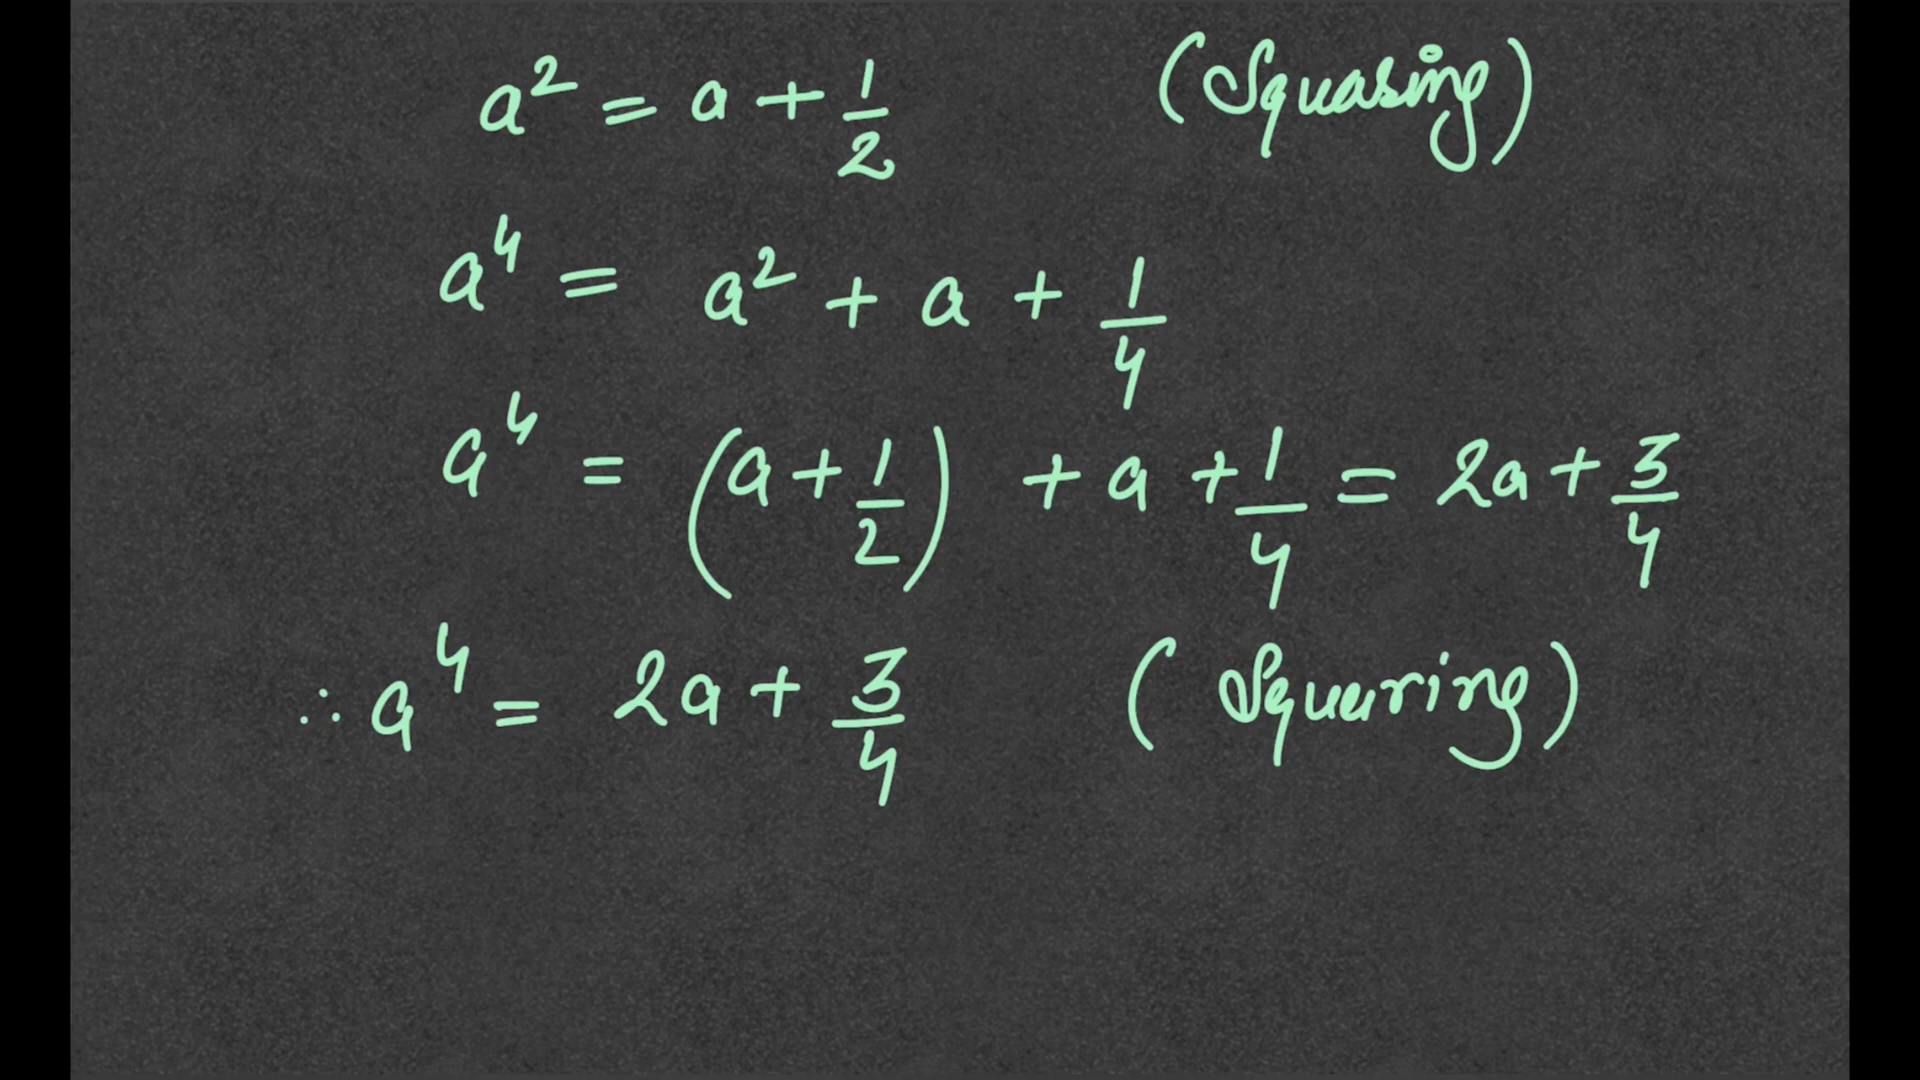 a² = a + 1/2 (Squaring)
a⁴ = a² + a + 1/4
a⁴ = (a + 1/2) + a + 1/4 = 2a + 3/4
∴ a⁴ = 2a + 3/4 (Squaring)